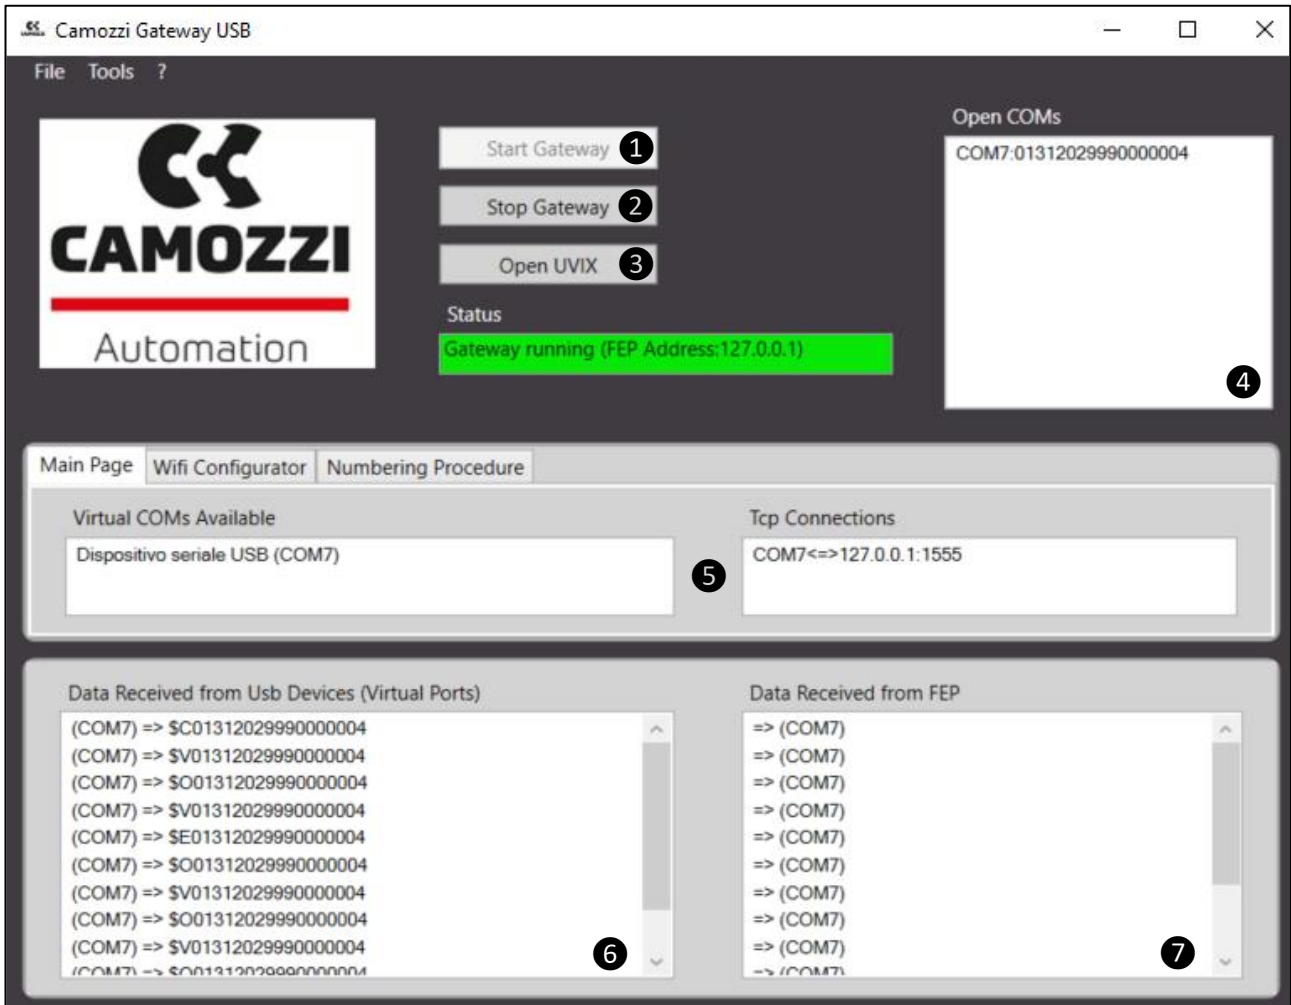 Camozzi Gateway USB
File Tools ?
CAMOZZI
Automation
Start Gateway 1
Stop Gateway 2
Open UVIX 3
Status
Gateway running (FEP Address:127.0.0.1)
Open COMs
COM7:01312029990000004
4
Main Page Wifi Configurator Numbering Procedure
Virtual COMs Available
Dispositivo seriale USB (COM7)
5
Tcp Connections
COM7<=>127.0.0.1:1555
Data Received from Usb Devices (Virtual Ports)
(COM7) => $C01312029990000004
(COM7) => $V01312029990000004
(COM7) => $O01312029990000004
(COM7) => $V01312029990000004
(COM7) => $E01312029990000004
(COM7) => $O01312029990000004
(COM7) => $V01312029990000004
(COM7) => $O01312029990000004
(COM7) => $V01312029990000004
(COM7) => $O01312029990000004
6
Data Received from FEP
=> (COM7)
=> (COM7)
=> (COM7)
=> (COM7)
=> (COM7)
=> (COM7)
=> (COM7)
=> (COM7)
=> (COM7)
=> (COM7)
7